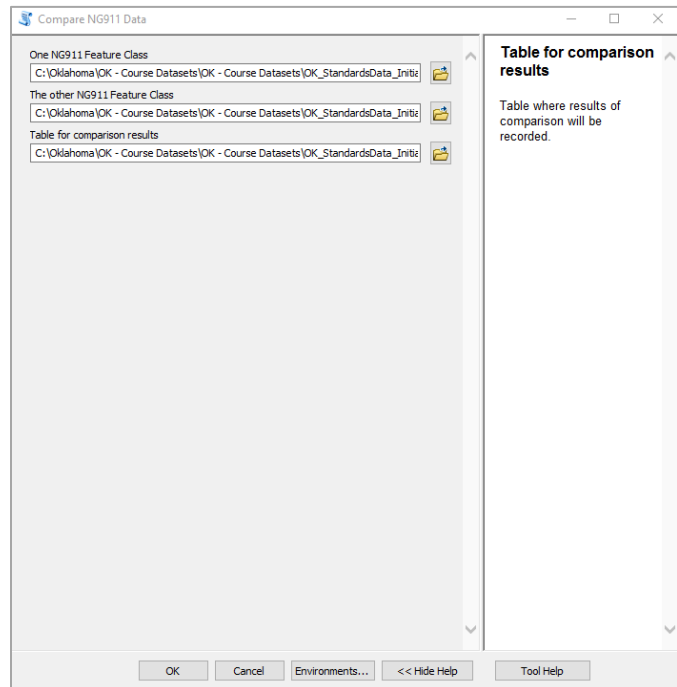 Compare NG911 Data
One NG911 Feature Class
C:\Oklahoma\OK - Course Datasets\OK - Course Datasets\OK_StandardsData_Initia
The other NG911 Feature Class
C:\Oklahoma\OK - Course Datasets\OK - Course Datasets\OK_StandardsData_Initia
Table for comparison results
C:\Oklahoma\OK - Course Datasets\OK - Course Datasets\OK_StandardsData_Initia
Table for comparison
results
Table where results of
comparison will be
recorded.
OK Cancel Environments... << Hide Help Tool Help